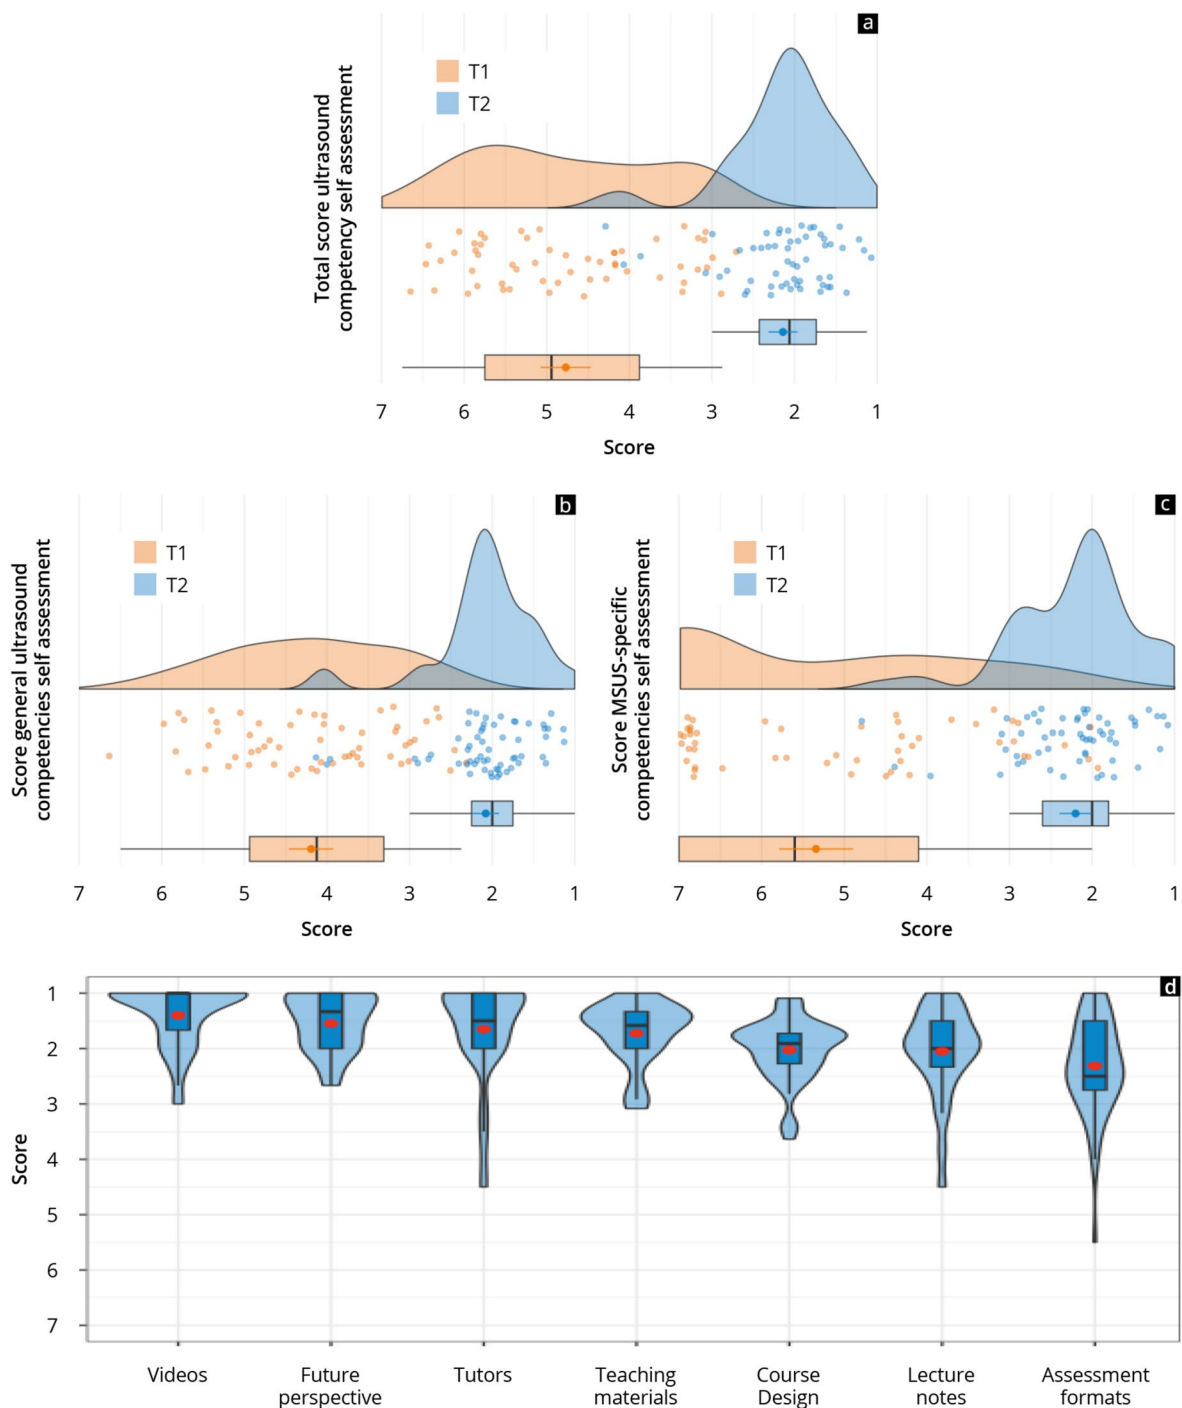 a
Total score ultrasound
competency self assessment
T1
T2
7 6 5 4 3 2 1
Score
b
Score general ultrasound
competencies self assessment
T1
T2
7 6 5 4 3 2 1
Score
c
Score MSUS-specific
competencies self assessment
T1
T2
7 6 5 4 3 2 1
Score
d
Score
1
2
3
4
5
6
7
Videos
Future
perspective
Tutors
Teaching
materials
Course
Design
Lecture
notes
Assessment
formats